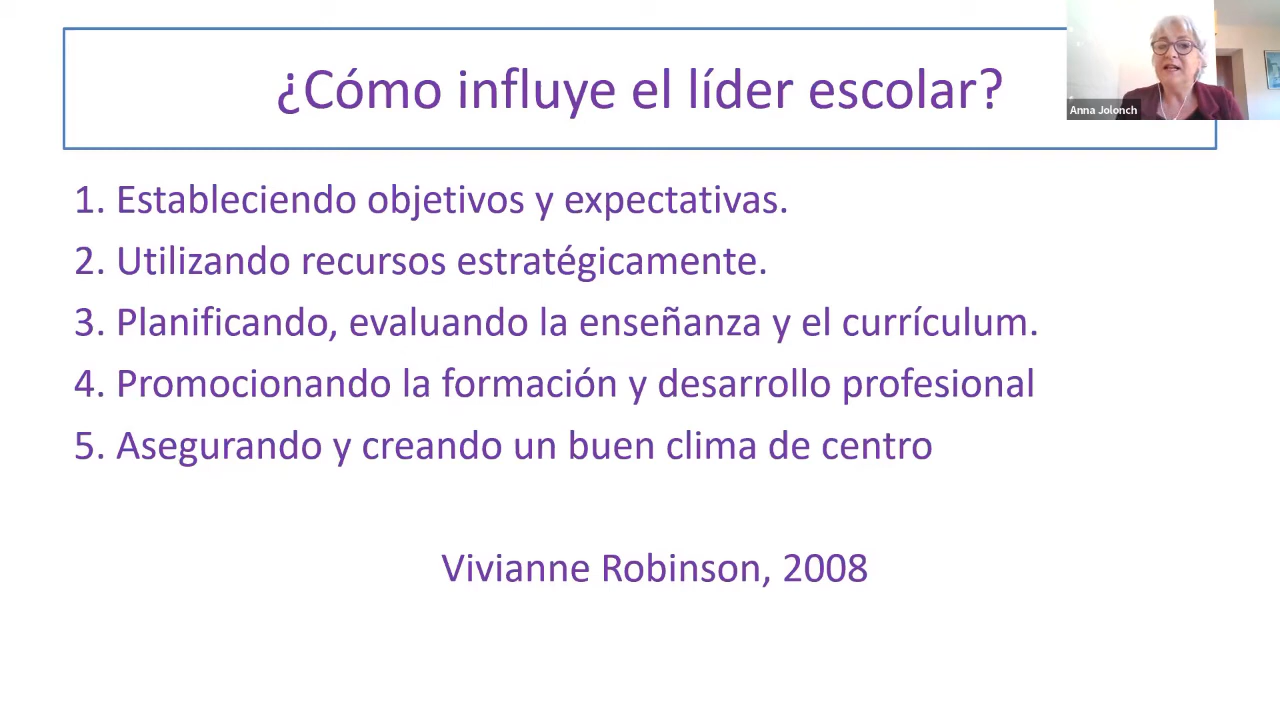 ¿Cómo influye el líder escolar?
Anna Jolonch
1. Estableciendo objetivos y expectativas.
2. Utilizando recursos estratégicamente.
3. Planificando, evaluando la enseñanza y el currículum.
4. Promocionando la formación y desarrollo profesional
5. Asegurando y creando un buen clima de centro
Vivianne Robinson, 2008